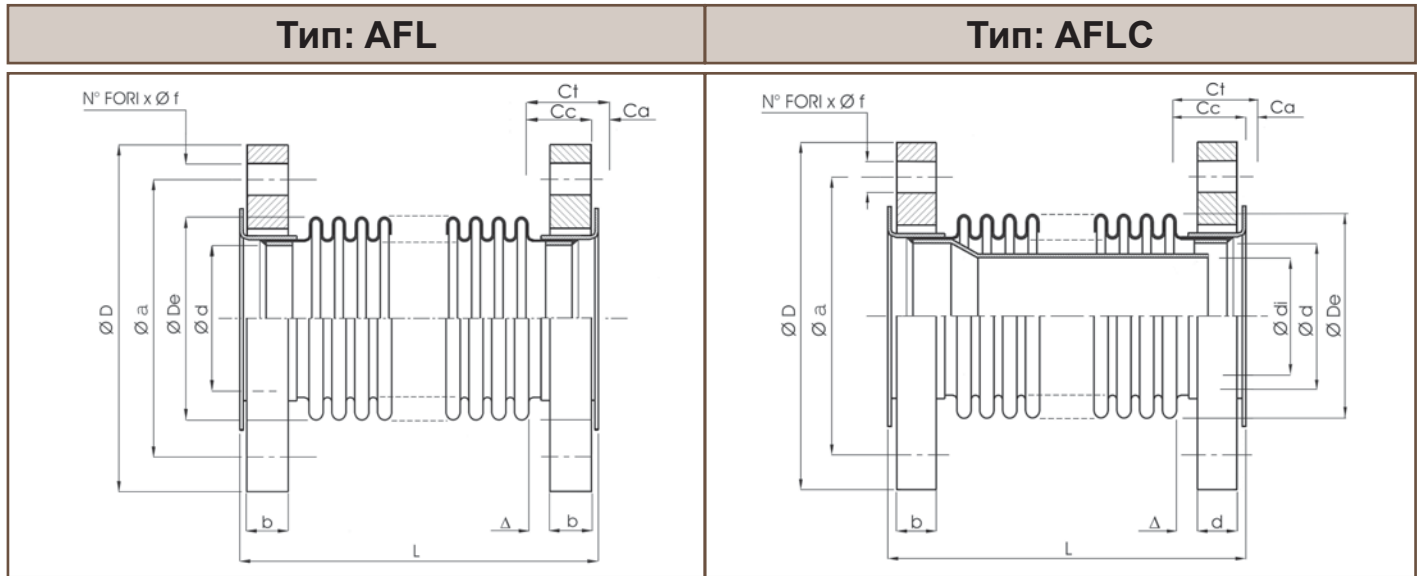 Тип: AFL
Тип: AFLC
N° FORI x Ø f
Ct
Cc
Ca
Ø D
Ø a
Ø De
Ø d
b
Δ
b
L
N° FORI x Ø f
Ct
Cc
Ca
Ø D
Ø a
Ø di
Ø d
Ø De
b
Δ
d
L